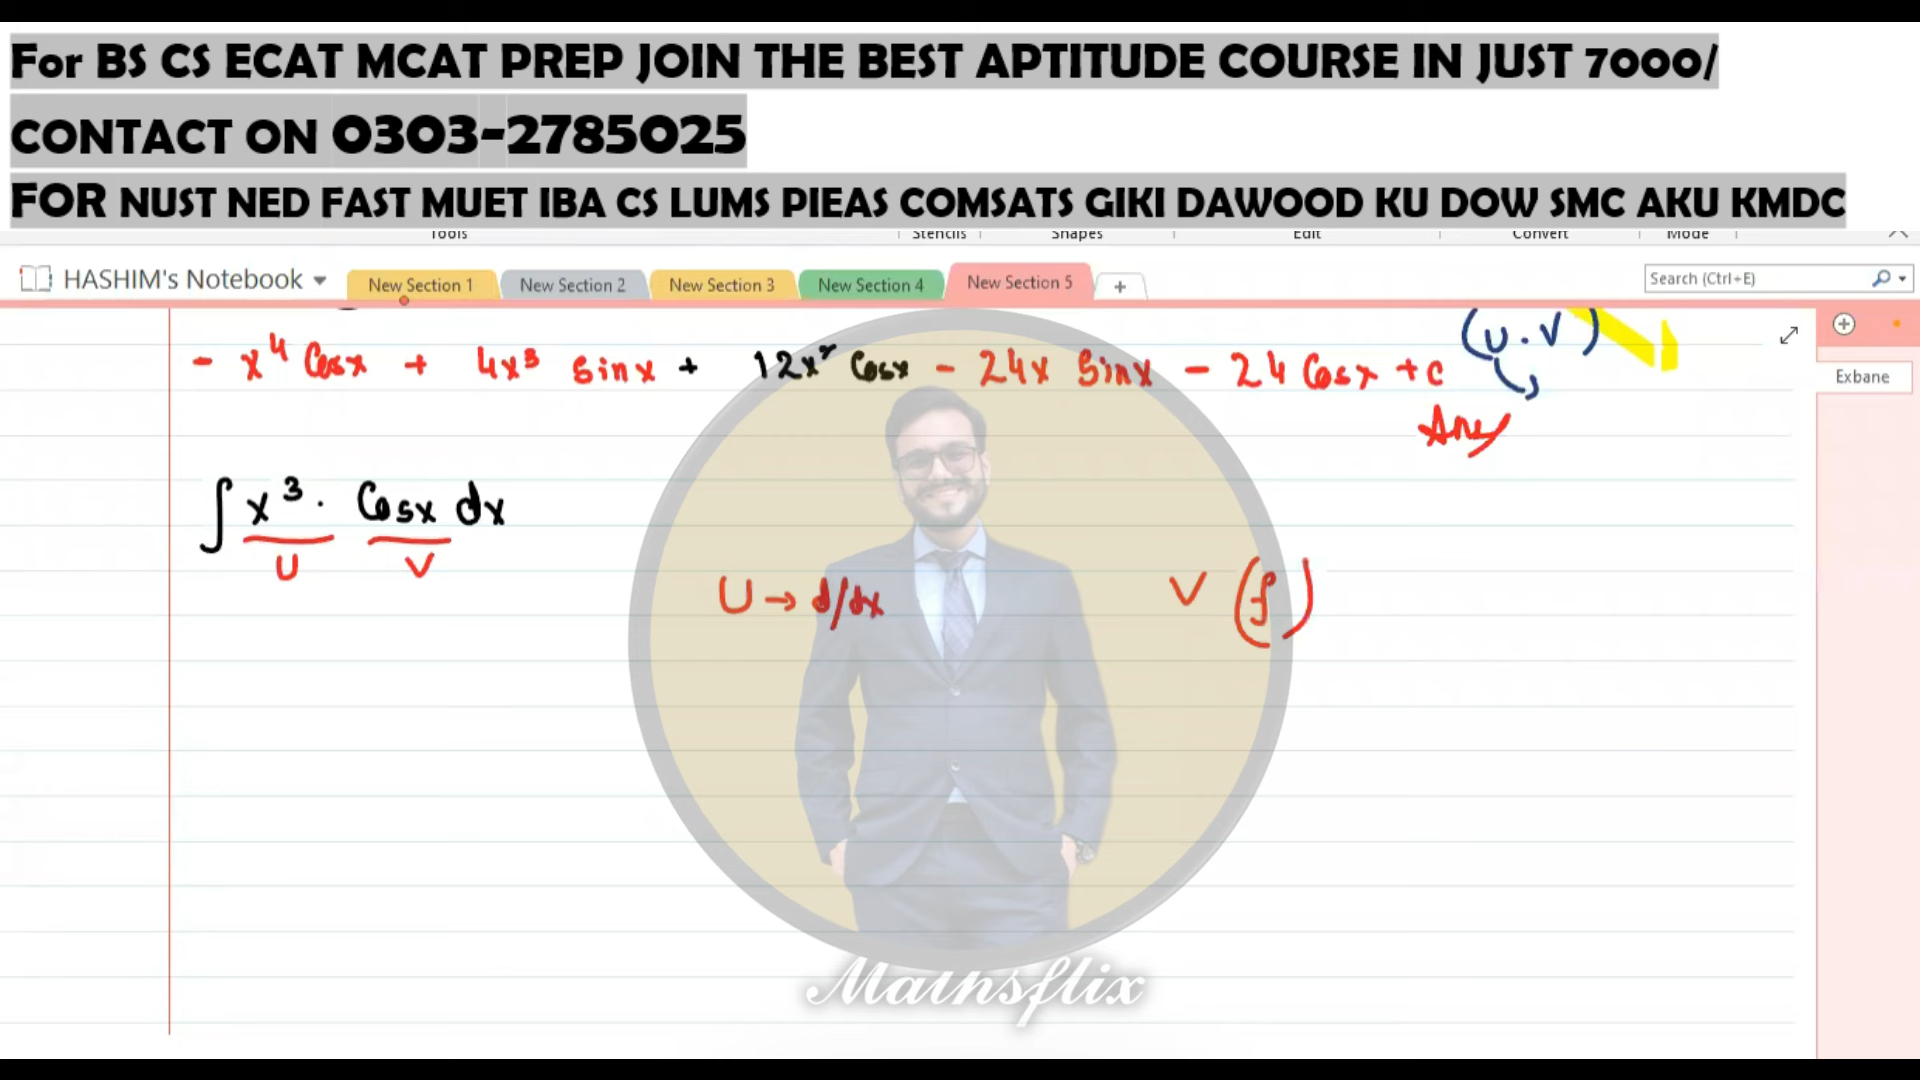 For BS CS ECAT MCAT PREP JOIN THE BEST APTITUDE COURSE IN JUST 7000/
CONTACT ON 0303-2785025
FOR NUST NED FAST MUET IBA CS LUMS PIEAS COMSATS GIKI DAWOOD KU DOW SMC AKU KMDC
Tools Stencils Shapes Edit Convert Mode
HASHIM's Notebook New Section 1 New Section 2 New Section 3 New Section 4 New Section 5 + Search (Ctrl+E)
(U . V)
- x⁴ Cosx + 4x³ sinx + 12x² Cosx - 24x Sinx - 24 Cosx + c
Exbane
Ans
∫ x³ . Cosx dx
U V
U → d/dx V (∫)
Mainsflix